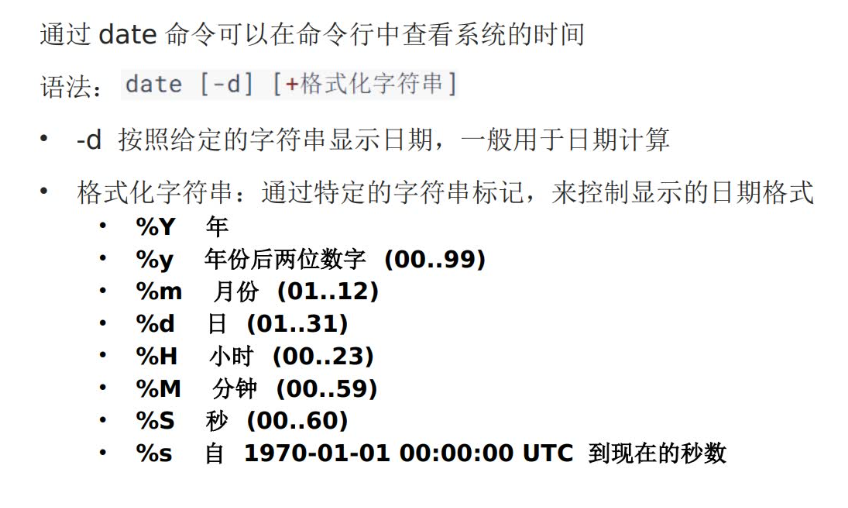 通过 date 命令可以在命令行中查看系统的时间
语法： date [-d] [+格式化字符串]
• -d 按照给定的字符串显示日期，一般用于日期计算
• 格式化字符串：通过特定的字符串标记，来控制显示的日期格式
• %Y 年
• %y 年份后两位数字 (00..99)
• %m 月份 (01..12)
• %d 日 (01..31)
• %H 小时 (00..23)
• %M 分钟 (00..59)
• %S 秒 (00..60)
• %s 自 1970-01-01 00:00:00 UTC 到现在的秒数